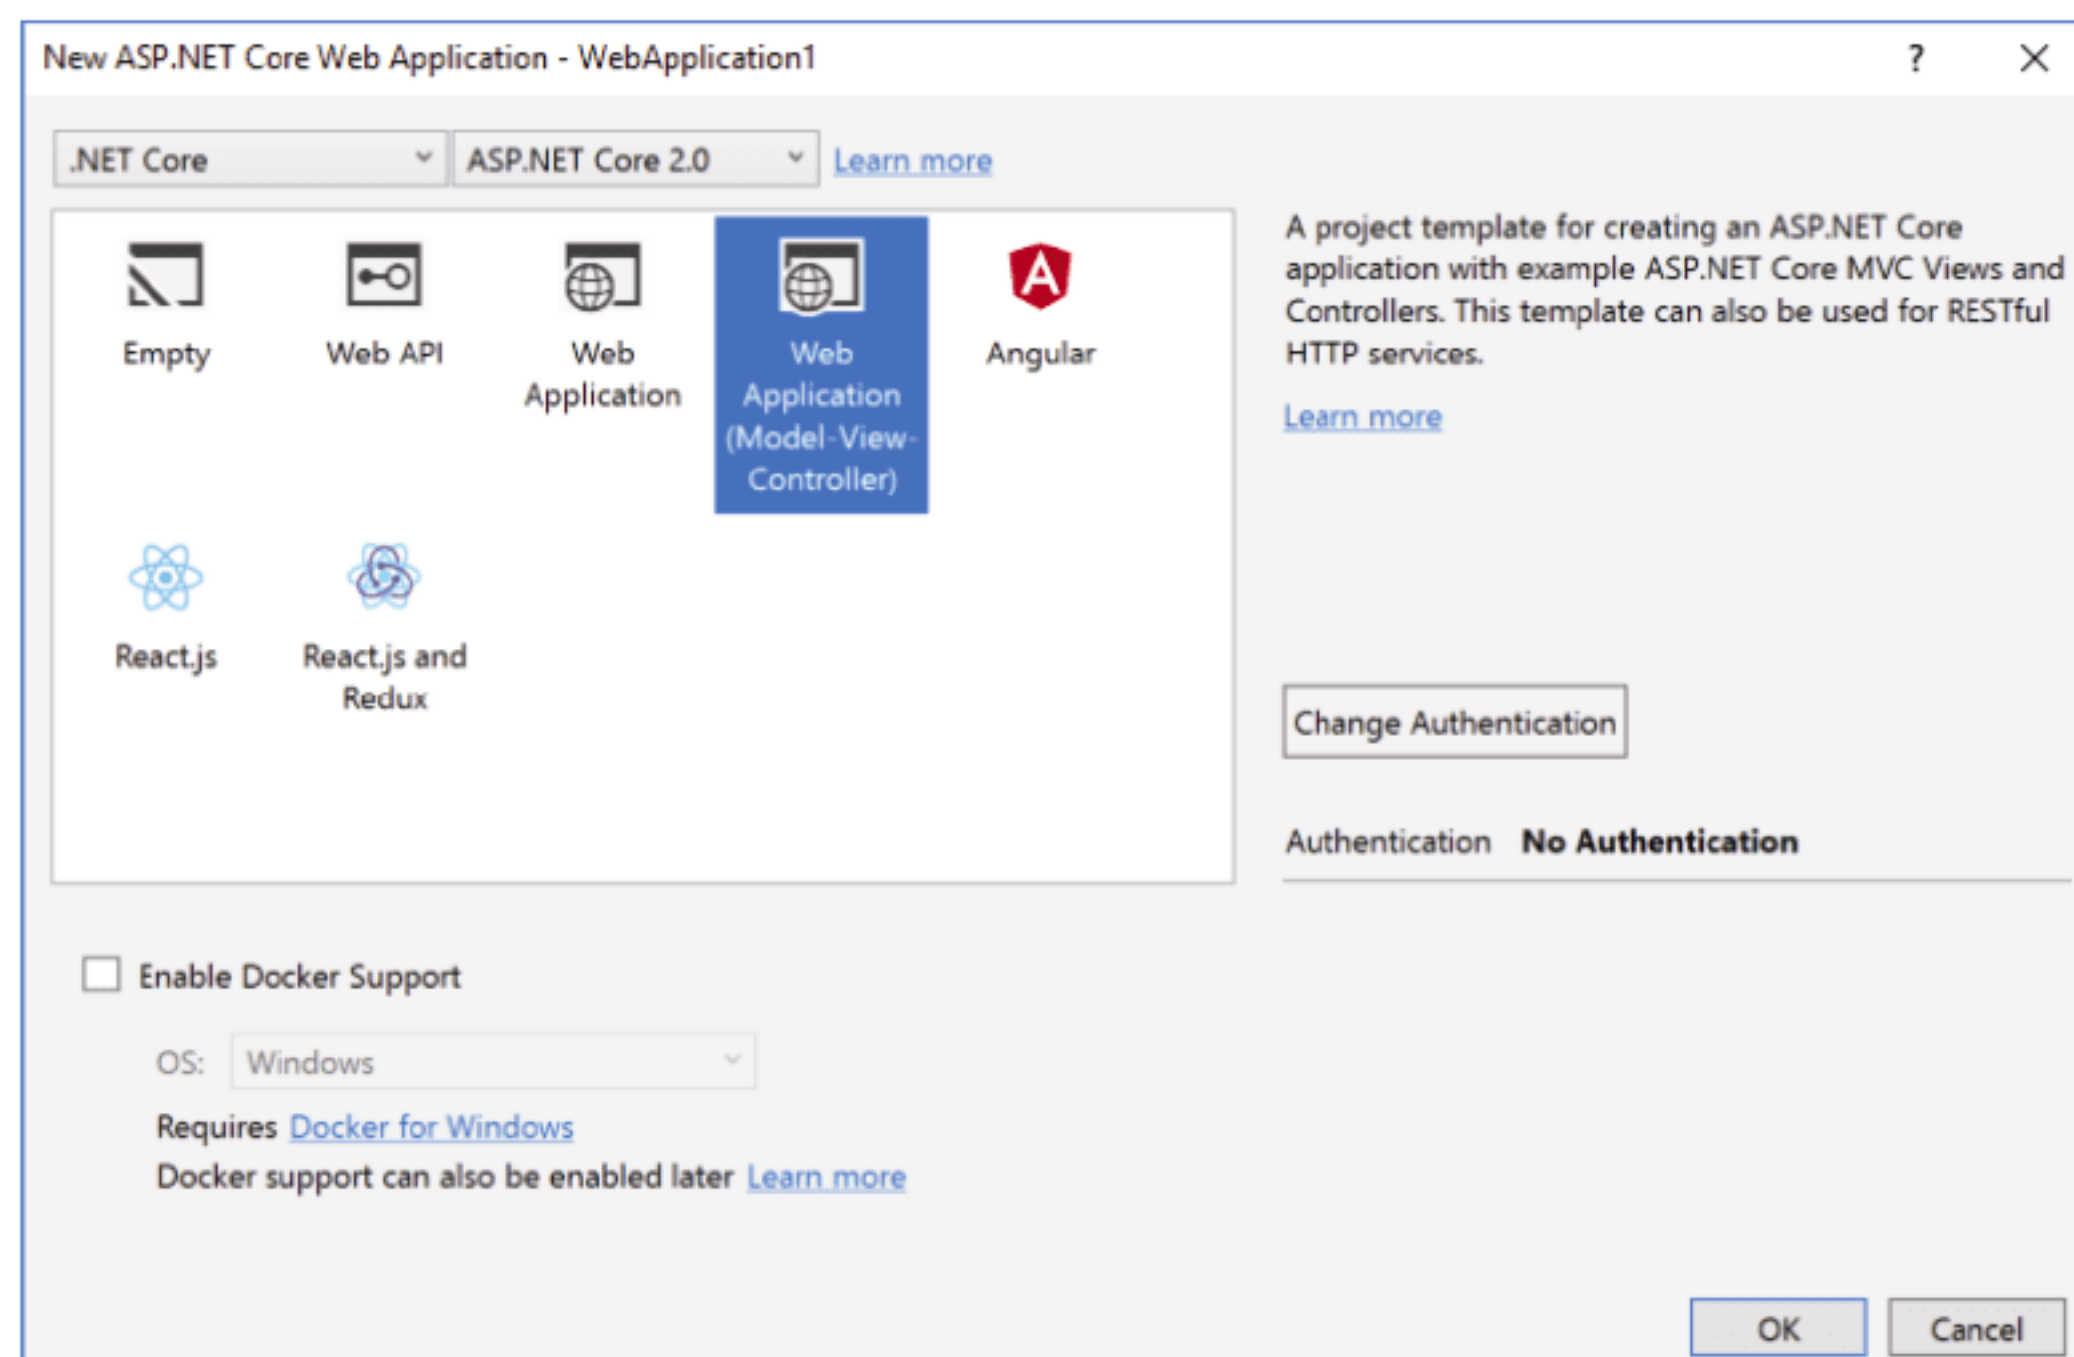 New ASP.NET Core Web Application - WebApplication1
?
.NET Core
ASP.NET Core 2.0
Learn more
Empty
Web API
Web
Application
Web
Application
(Model-View-
Controller)
Angular
React.js
React.js and
Redux
A project template for creating an ASP.NET Core
application with example ASP.NET Core MVC Views and
Controllers. This template can also be used for RESTful
HTTP services.
Learn more
Change Authentication
Authentication No Authentication
Enable Docker Support
OS: Windows
Requires Docker for Windows
Docker support can also be enabled later Learn more
OK
Cancel